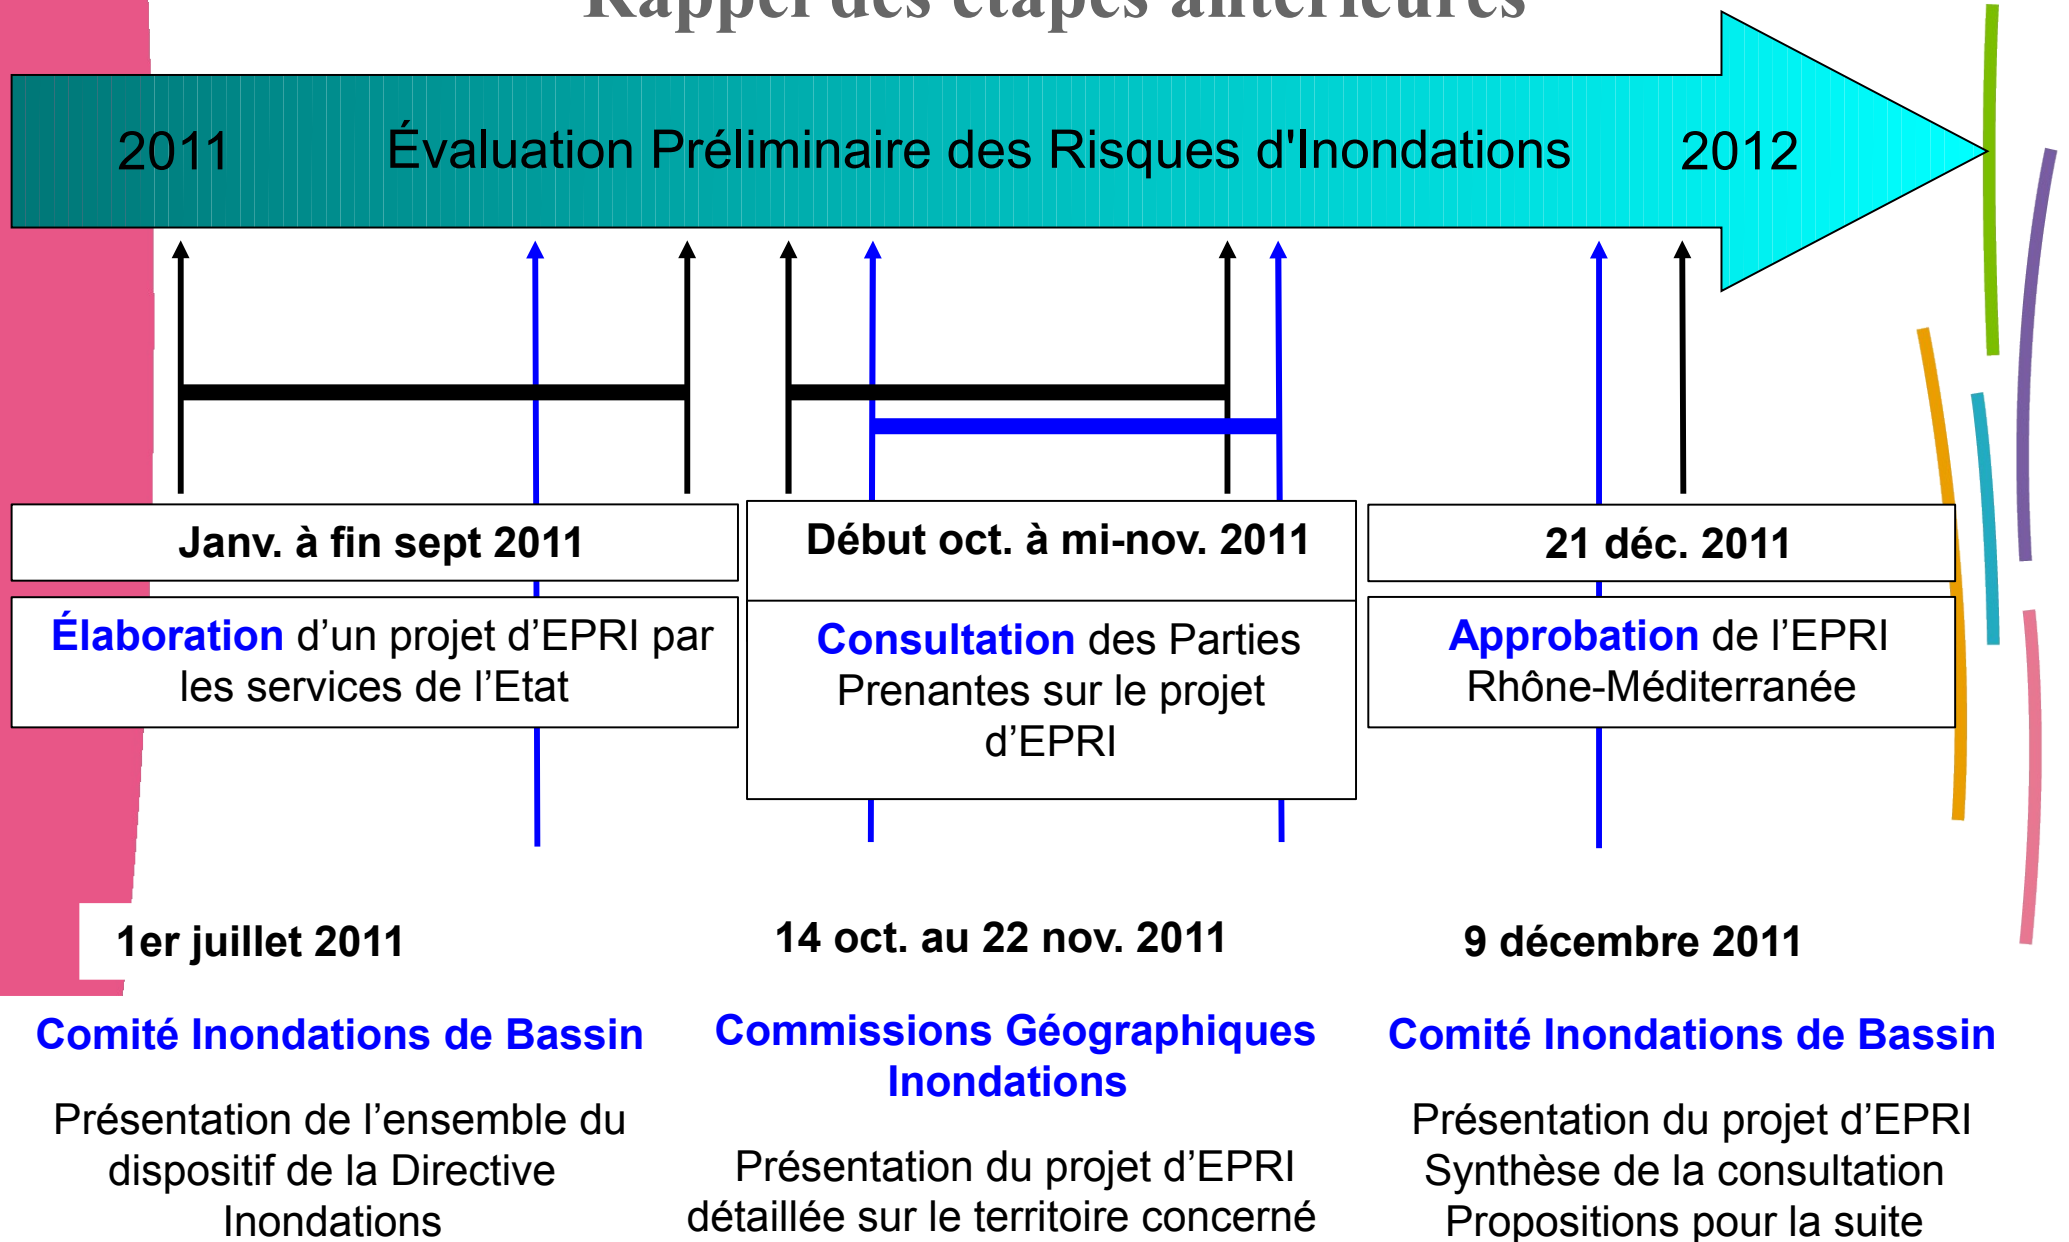 Rappel des étapes antérieures
2011 Évaluation Préliminaire des Risques d'Inondations 2012
Janv. à fin sept 2011
Élaboration d’un projet d’EPRI par
les services de l’Etat
Début oct. à mi-nov. 2011
Consultation des Parties
Prenantes sur le projet
d’EPRI
21 déc. 2011
Approbation de l’EPRI
Rhône-Méditerranée
1er juillet 2011
Comité Inondations de Bassin
Présentation de l’ensemble du
dispositif de la Directive
Inondations
14 oct. au 22 nov. 2011
Commissions Géographiques
Inondations
Présentation du projet d’EPRI
détaillée sur le territoire concerné
9 décembre 2011
Comité Inondations de Bassin
Présentation du projet d’EPRI
Synthèse de la consultation
Propositions pour la suite